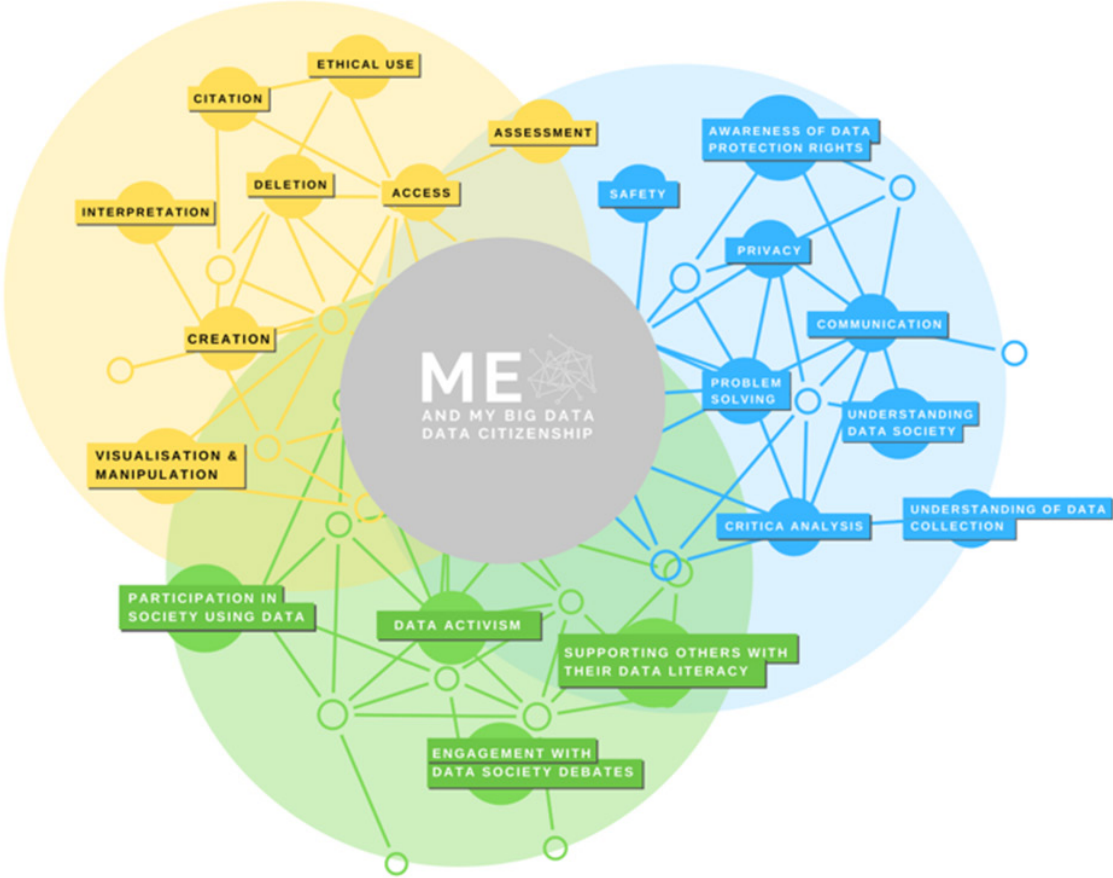 ETHICAL USE
CITATION
ASSESSMENT
DELETION
ACCESS
INTERPRETATION
CREATION
VISUALISATION &
MANIPULATION
AWARENESS OF DATA
PROTECTION RIGHTS
SAFETY
PRIVACY
COMMUNICATION
PROBLEM
SOLVING
UNDERSTANDING
DATA SOCIETY
CRITICA ANALYSIS
UNDERSTANDING OF DATA
COLLECTION
ME
AND MY BIG DATA
DATA CITIZENSHIP
PARTICIPATION IN
SOCIETY USING DATA
DATA ACTIVISM
SUPPORTING OTHERS WITH
THEIR DATA LITERACY
ENGAGEMENT WITH
DATA SOCIETY DEBATES